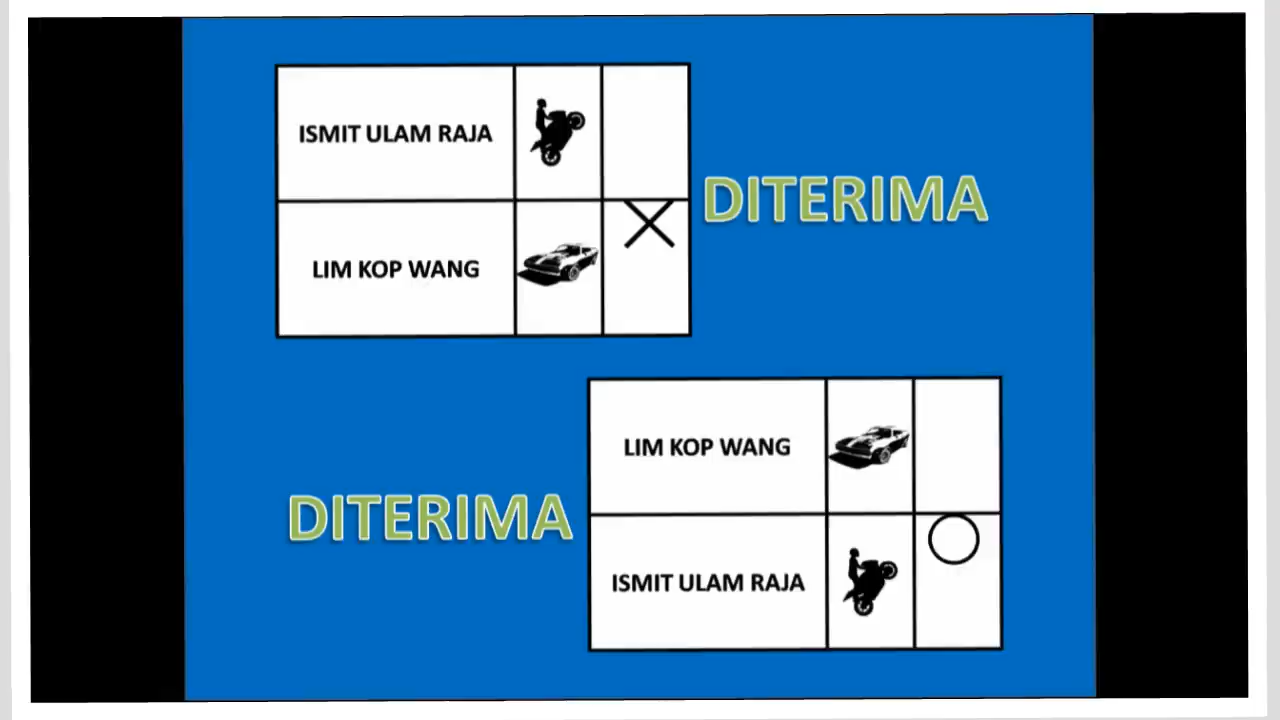 ISMIT ULAM RAJA
LIM KOP WANG
DITERIMA
LIM KOP WANG
DITERIMA
ISMIT ULAM RAJA